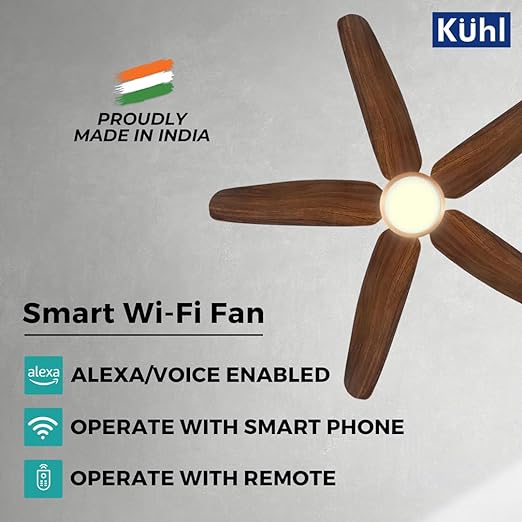 Kühl
PROUDLY
MADE IN INDIA
Smart Wi-Fi Fan
alexa
ALEXA/VOICE ENABLED
OPERATE WITH SMART PHONE
OPERATE WITH REMOTE